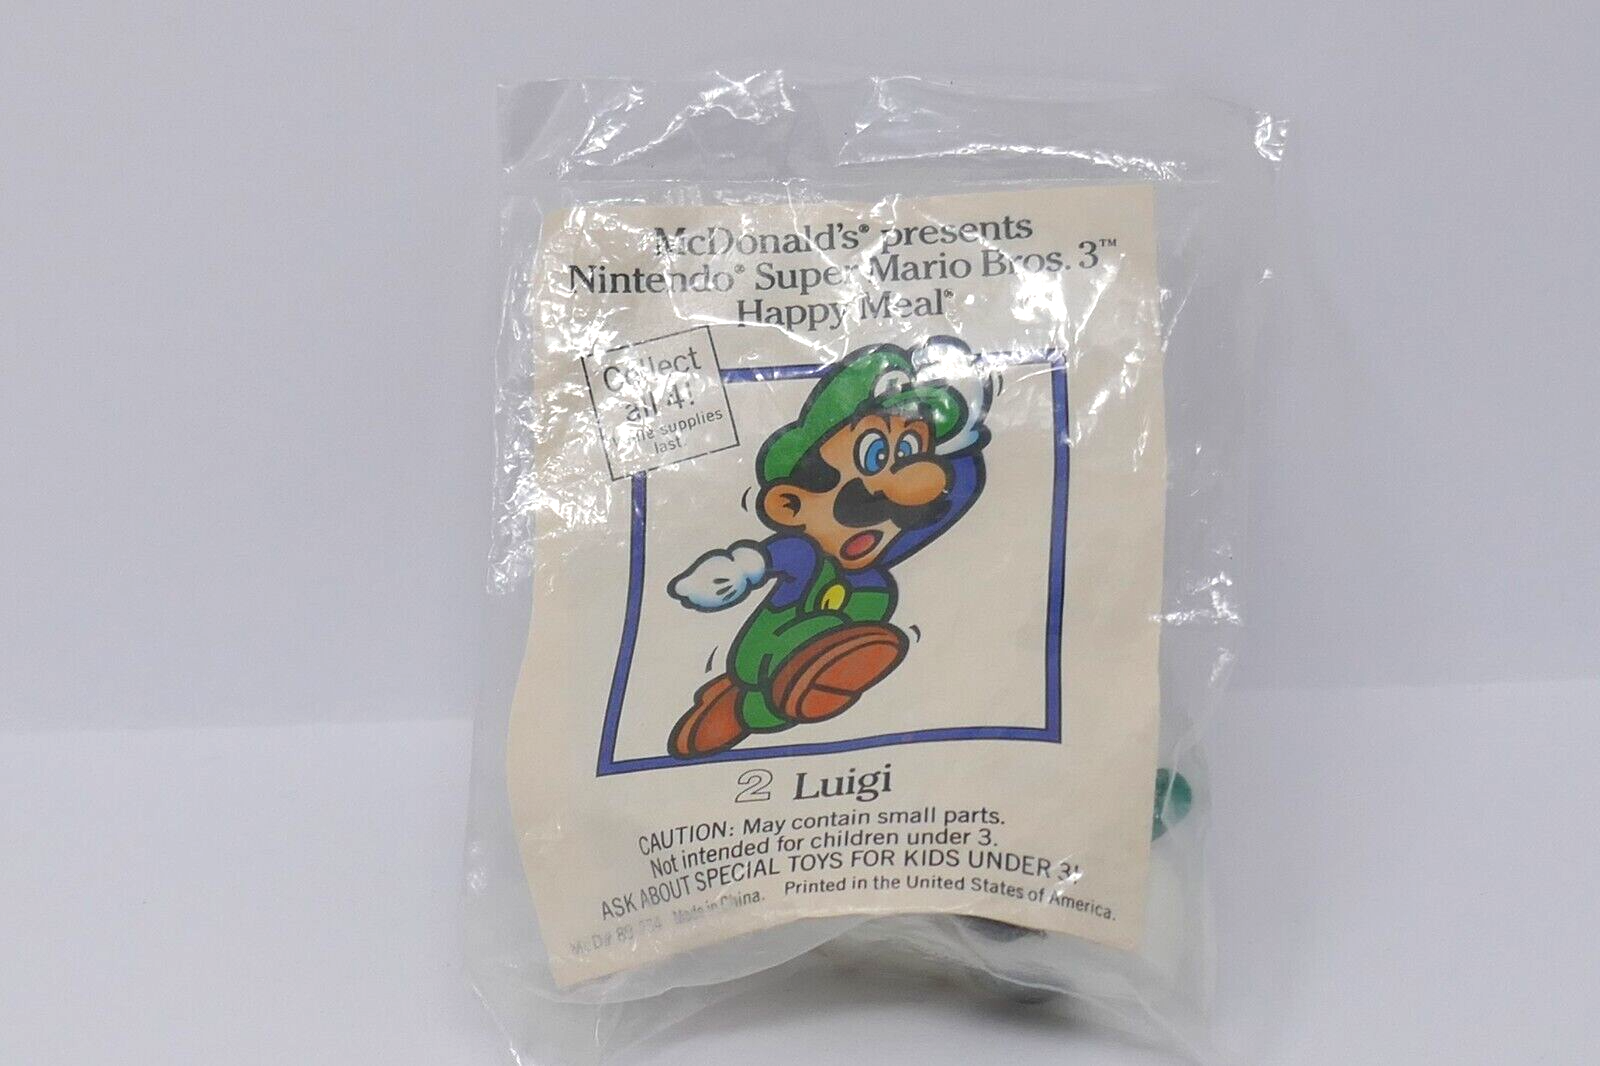 McDonald's® presents
Nintendo® Super Mario Bros. 3™
Happy Meal®
Collect
all 4!
while supplies
last.
L
2 Luigi
CAUTION: May contain small parts.
Not intended for children under 3.
ASK ABOUT SPECIAL TOYS FOR KIDS UNDER 3!
Made in China. Printed in the United States of America.